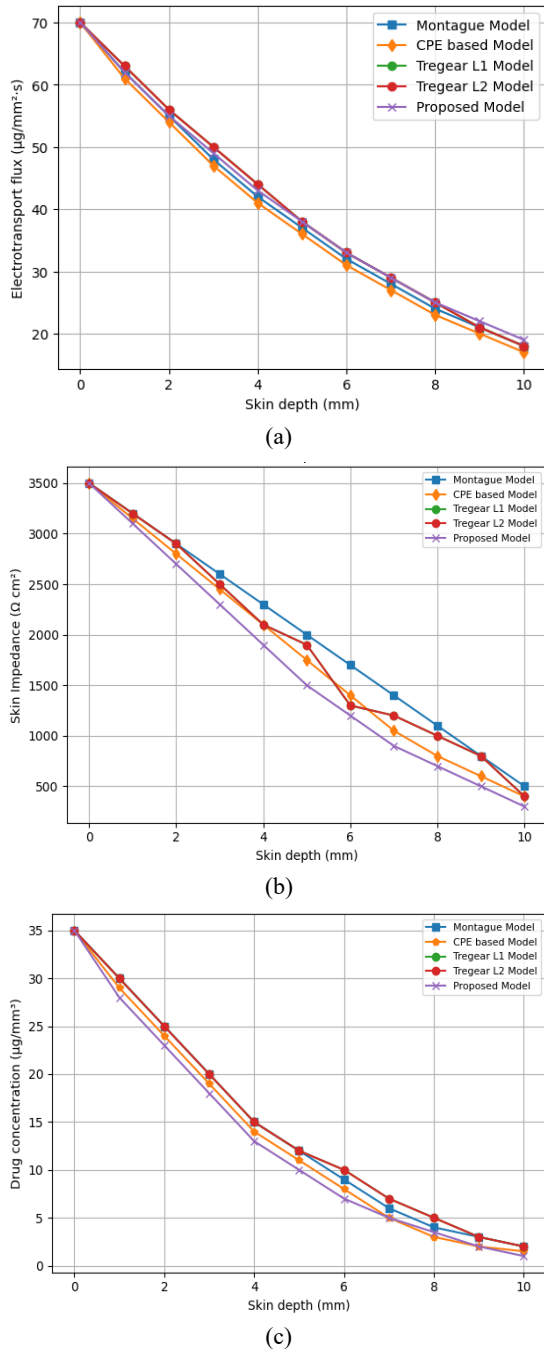 Electrotransport flux (µg/mm²·s)
70
60
50
40
30
20
Montague Model
CPE based Model
Tregear L1 Model
Tregear L2 Model
Proposed Model
0 2 4 6 8 10
Skin depth (mm)
(a)
Skin Impedance (Ω cm²)
3500
3000
2500
2000
1500
1000
500
Montague Model
CPE based Model
Tregear L1 Model
Tregear L2 Model
Proposed Model
0 2 4 6 8 10
Skin depth (mm)
(b)
Drug concentration (µg/mm³)
35
30
25
20
15
10
5
0
Montague Model
CPE based Model
Tregear L1 Model
Tregear L2 Model
Proposed Model
0 2 4 6 8 10
Skin depth (mm)
(c)